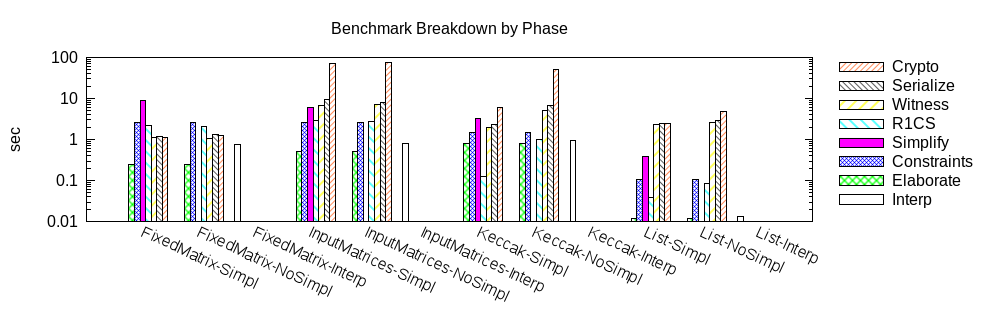 Benchmark Breakdown by Phase
sec
100
10
1
0.1
0.01
FixedMatrix-Simpl
FixedMatrix-NoSimpl
FixedMatrix-Interp
InputMatrices-Simpl
InputMatrices-NoSimpl
InputMatrices-Interp
Keccak-Simpl
Keccak-NoSimpl
Keccak-Interp
List-Simpl
List-NoSimpl
List-Interp
Crypto
Serialize
Witness
R1CS
Simplify
Constraints
Elaborate
Interp